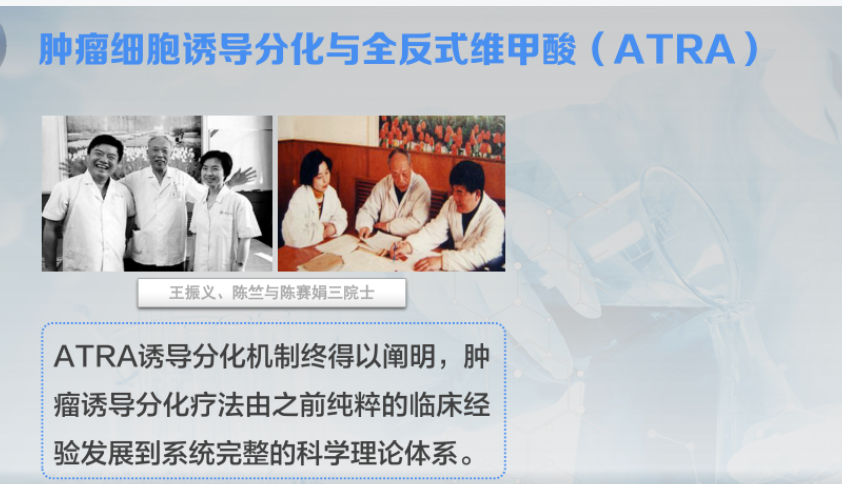 肿瘤细胞诱导分化与全反式维甲酸（ATRA）
王振义、陈竺与陈赛娟三院士
ATRA诱导分化机制终得以阐明，肿
瘤诱导分化疗法由之前纯粹的临床经
验发展到系统完整的科学理论体系。